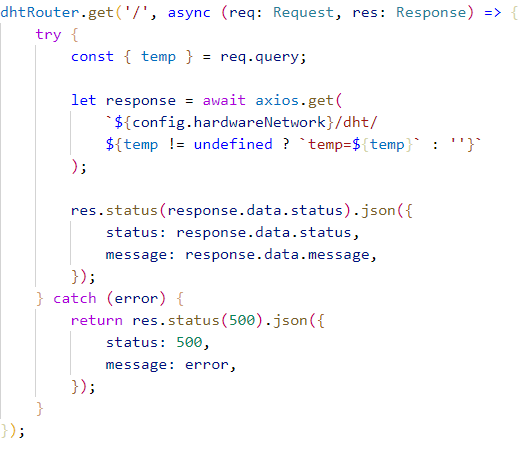 dhtRouter.get('/', async (req: Request, res: Response) => {
    try {
        const { temp } = req.query;

        let response = await axios.get(
            `${config.hardwareNetwork}/dht/
            ${temp != undefined ? `temp=${temp}` : ''}`
        );

        res.status(response.data.status).json({
            status: response.data.status,
            message: response.data.message,
        });
    } catch (error) {
        return res.status(500).json({
            status: 500,
            message: error,
        });
    }
});